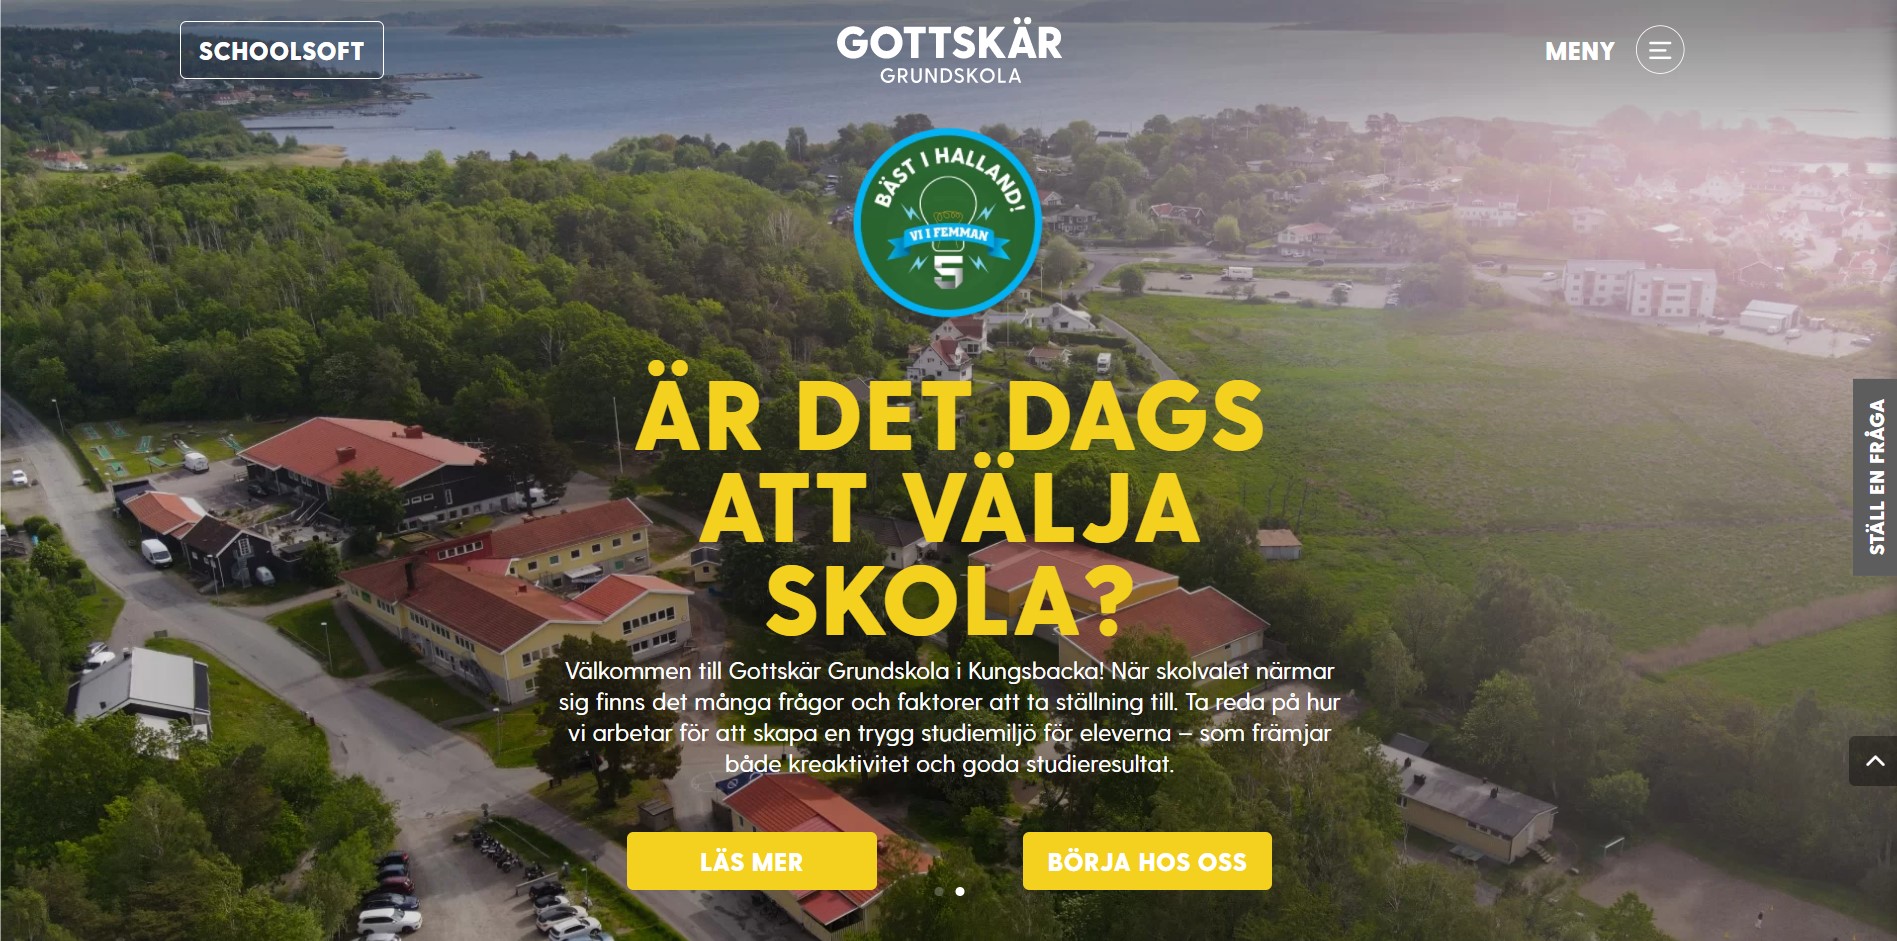 SCHOOLSOFT
GOTTSKÄR
GRUNDSKOLA
MENY
BÄST I HALLAND!
VI I FEMMAN
5
ÄR DET DAGS
ATT VÄLJA
SKOLA?
Välkommen till Gottskär Grundskola i Kungsbacka! När skolvalet närmar
sig finns det många frågor och faktorer att ta ställning till. Ta reda på hur
vi arbetar för att skapa en trygg studiemiljö för eleverna – som främjar
både kreaktivitet och goda studieresultat.
LÄS MER
BÖRJA HOS OSS
STÄLL EN FRÅGA